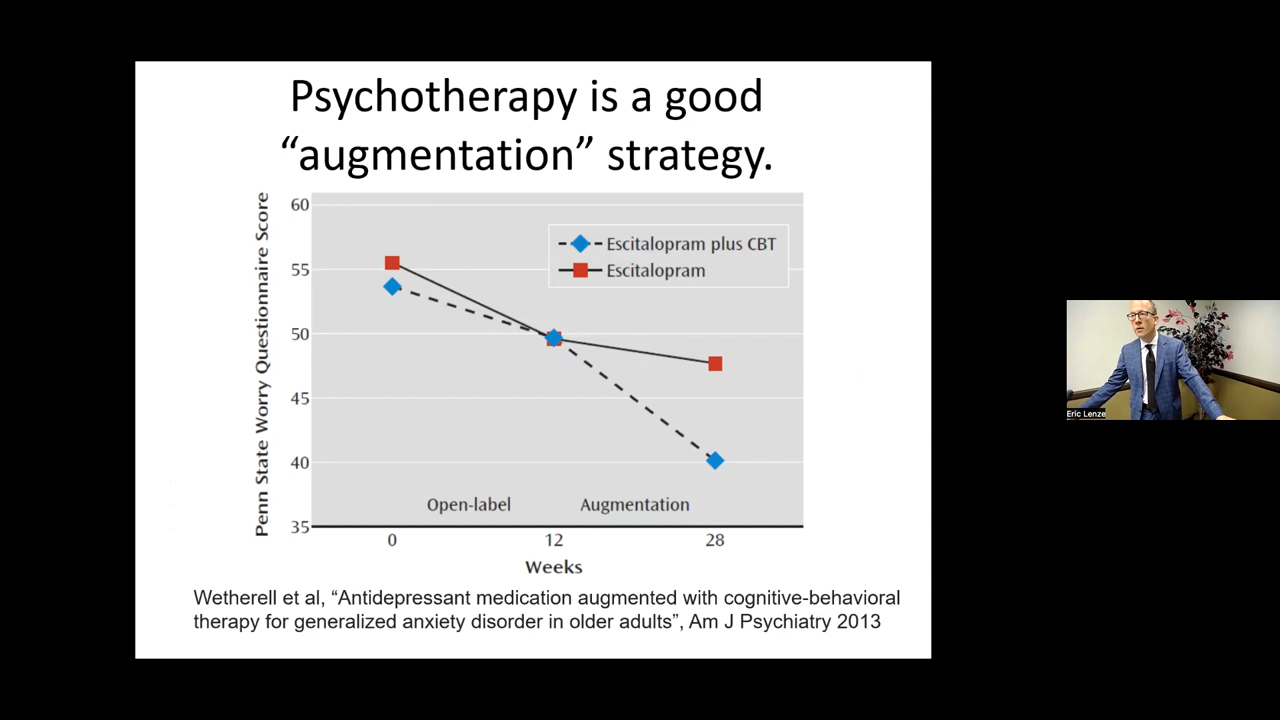 Psychotherapy is a good
“augmentation” strategy.
Penn State Worry Questionnaire Score
60
55
50
45
40
35
Escitalopram plus CBT
Escitalopram
Open-label
Augmentation
0
12
28
Weeks
Wetherell et al, “Antidepressant medication augmented with cognitive-behavioral
therapy for generalized anxiety disorder in older adults”, Am J Psychiatry 2013
Eric Lenze